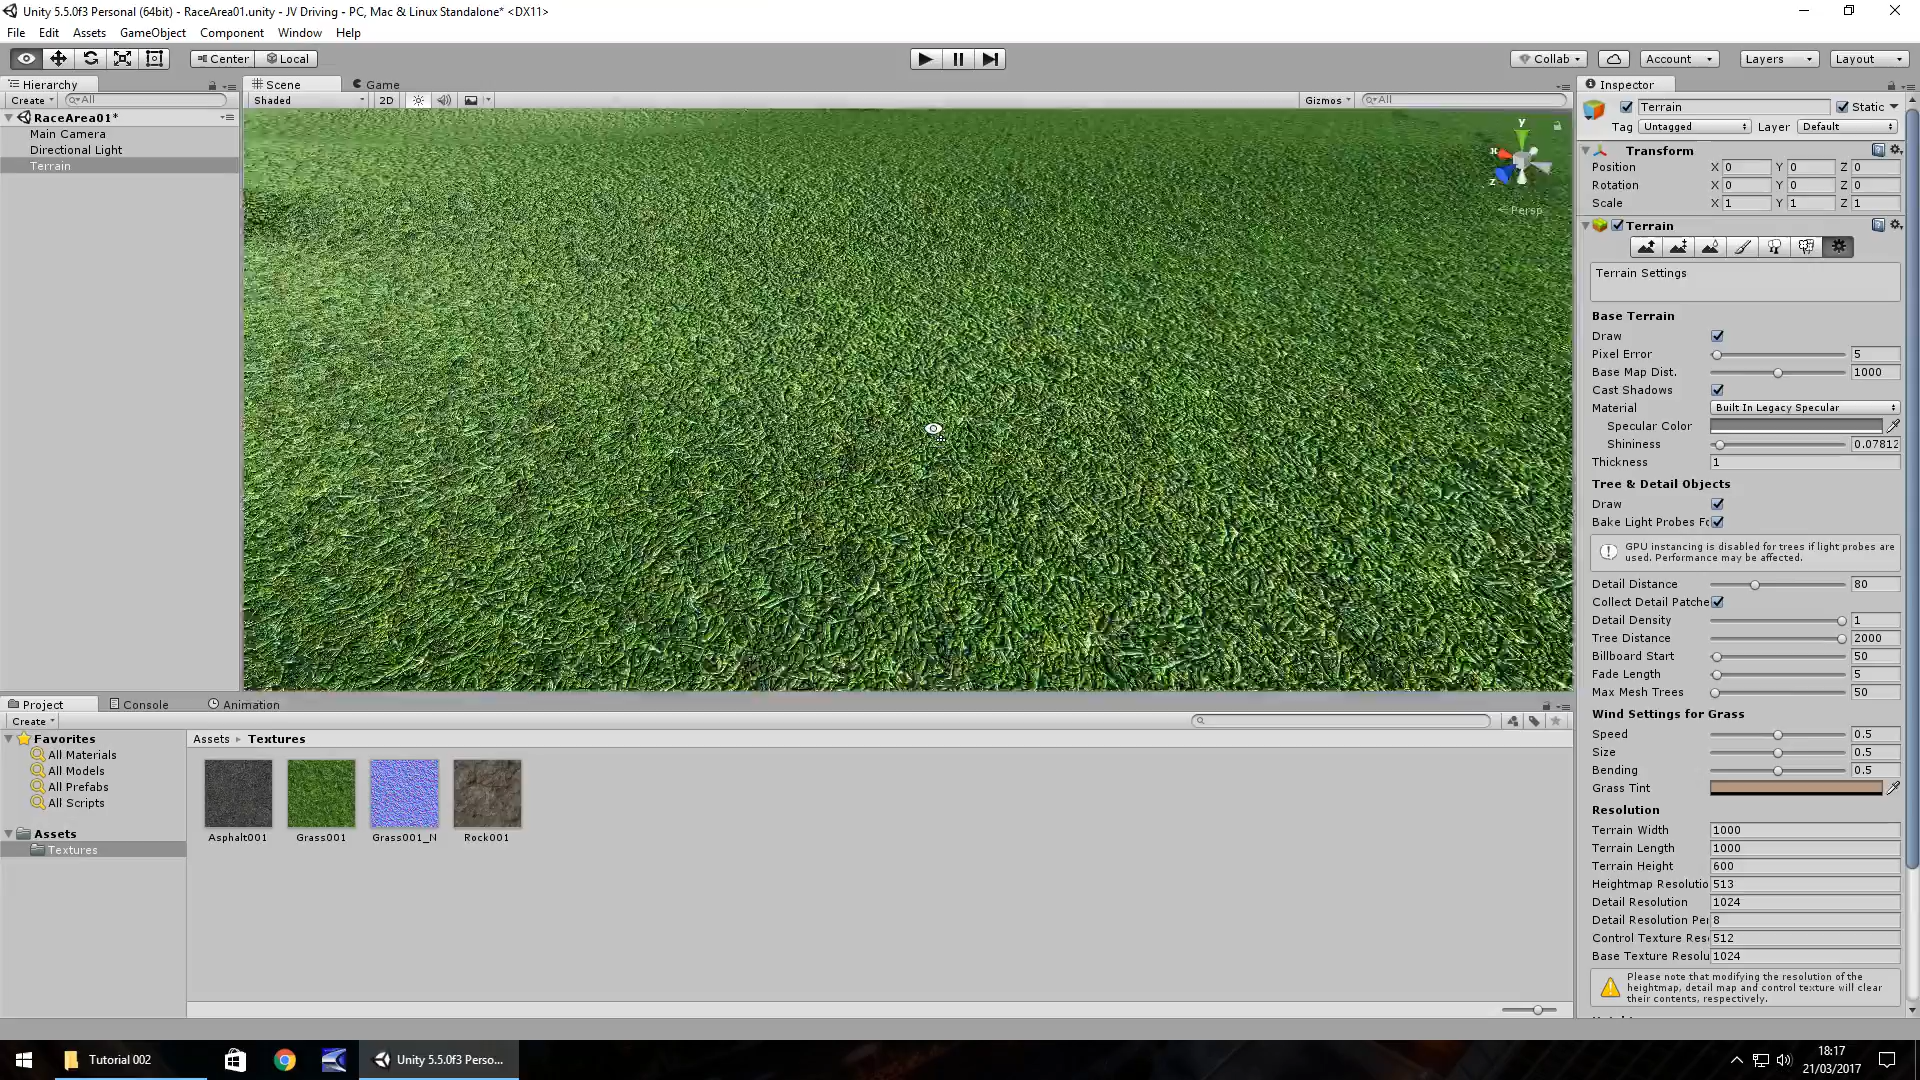 Unity 5.5.0f3 Personal (64bit) - RaceArea01.unity - JV Driving - PC, Mac & Linux Standalone* <DX11>
File Edit Assets GameObject Component Window Help
Center Local Collab Account Layers Layout
Hierarchy
Create All
RaceArea01*
Main Camera
Directional Light
Terrain
Scene Game
Shaded 2D Gizmos All
y
x
z
Persp
Inspector
Terrain Static
Tag Untagged Layer Default
Transform
Position X 0 Y 0 Z 0
Rotation X 0 Y 0 Z 0
Scale X 1 Y 1 Z 1
Terrain
Terrain Settings
Base Terrain
Draw
Pixel Error 5
Base Map Dist. 1000
Cast Shadows
Material Built In Legacy Specular
Specular Color
Shininess 0.07812
Thickness 1
Tree & Detail Objects
Draw
Bake Light Probes Fo
GPU instancing is disabled for trees if light probes are
used. Performance may be affected.
Detail Distance 80
Collect Detail Patche
Detail Density 1
Tree Distance 2000
Billboard Start 50
Fade Length 5
Max Mesh Trees 50
Wind Settings for Grass
Speed 0.5
Size 0.5
Bending 0.5
Grass Tint
Resolution
Terrain Width 1000
Terrain Length 1000
Terrain Height 600
Heightmap Resolutio 513
Detail Resolution 1024
Detail Resolution Per 8
Control Texture Res 512
Base Texture Resolu 1024
Please note that modifying the resolution of the
heightmap, detail map and control texture will clear
their contents, respectively.
Project Console Animation
Create
Favorites
All Materials
All Models
All Prefabs
All Scripts
Assets
Textures
Assets Textures
Asphalt001 Grass001 Grass001_N Rock001
Tutorial 002
Unity 5.5.0f3 Perso...
18:17
21/03/2017